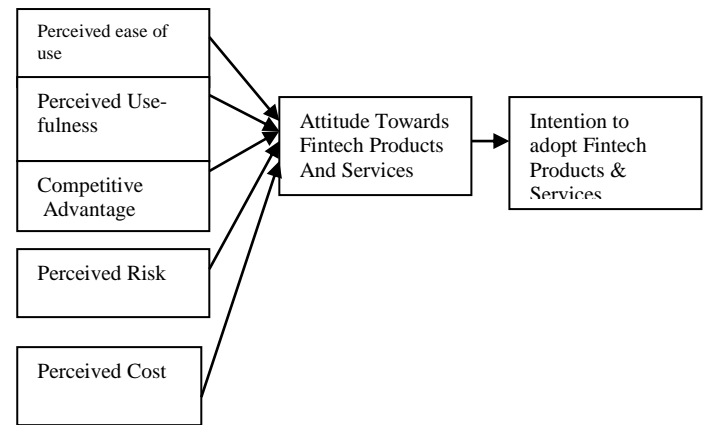 Perceived ease of
use
Perceived Use-
fulness
Competitive
Advantage
Perceived Risk
Perceived Cost
Attitude Towards
Fintech Products
And Services
Intention to
adopt Fintech
Products &
Services